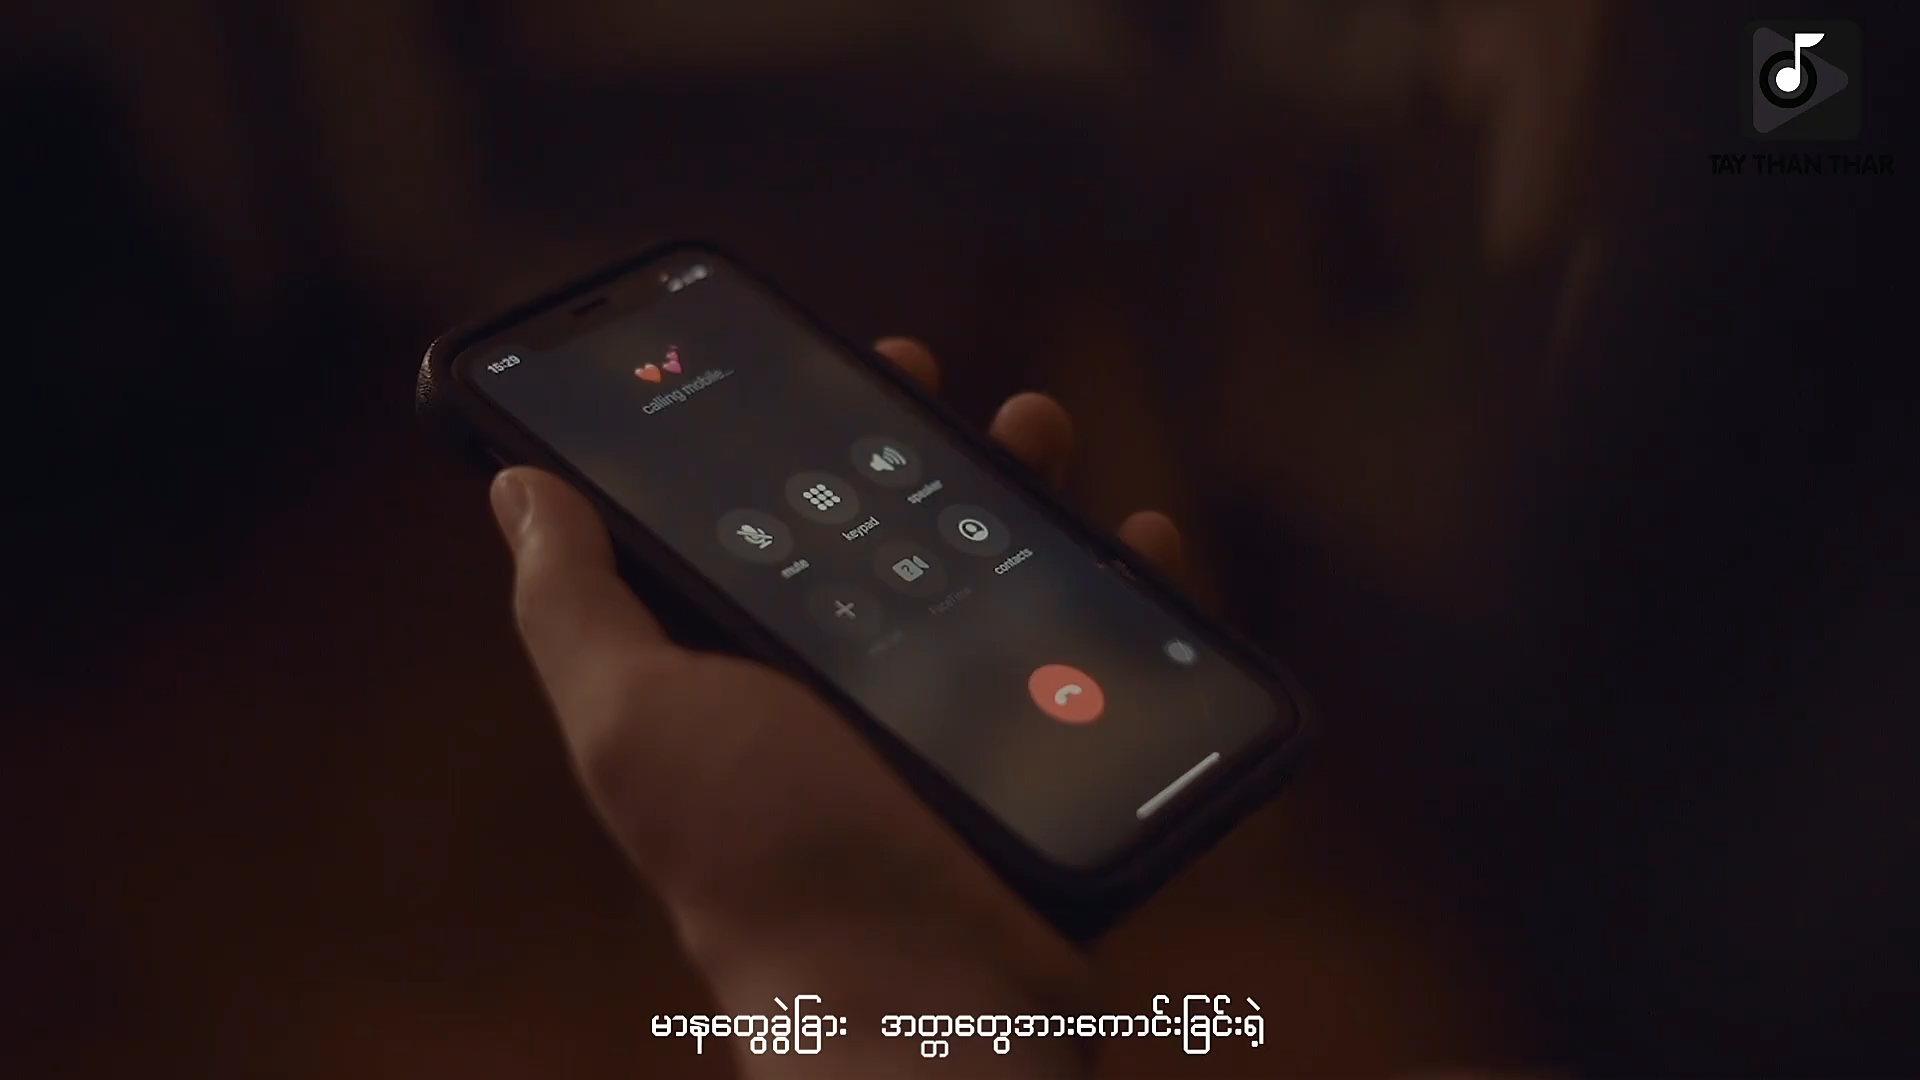 TAY THAN THAR
15:29
calling mobile...
mute
keypad
speaker
FaceTime
contacts
မာနတွေခွဲခြား အတ္တတွေအားကောင်းခြင်းရဲ့